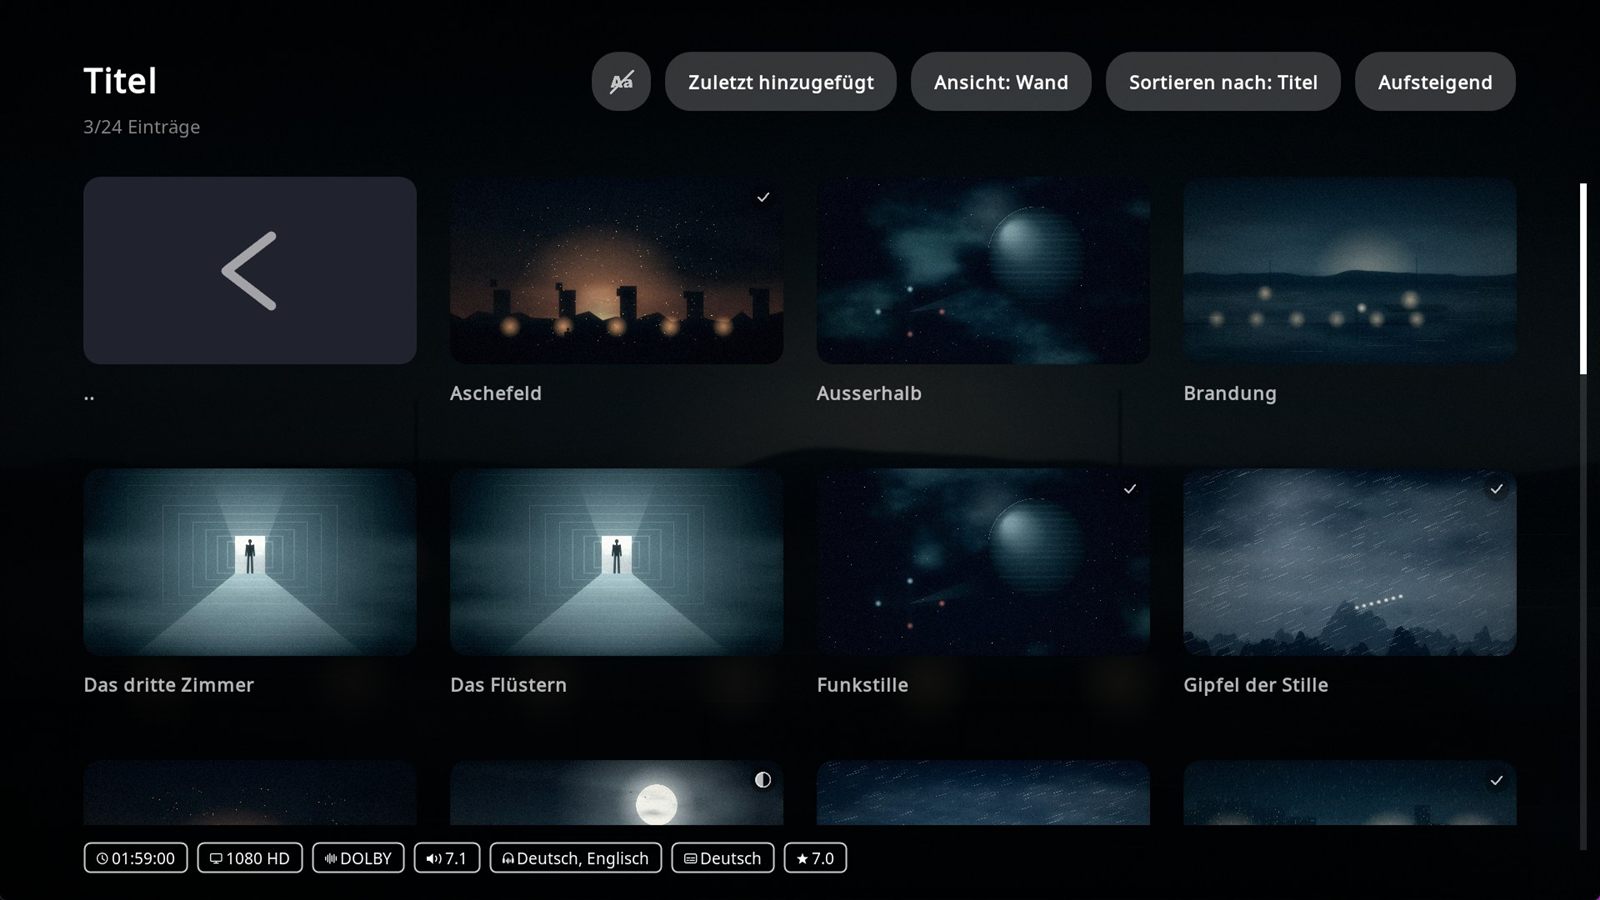 Titel
Aa
Zuletzt hinzugefügt
Ansicht: Wand
Sortieren nach: Titel
Aufsteigend
3/24 Einträge
..
Aschefeld
Ausserhalb
Brandung
Das dritte Zimmer
Das Flüstern
Funkstille
Gipfel der Stille
01:59:00
1080 HD
DOLBY
7.1
Deutsch, Englisch
Deutsch
7.0